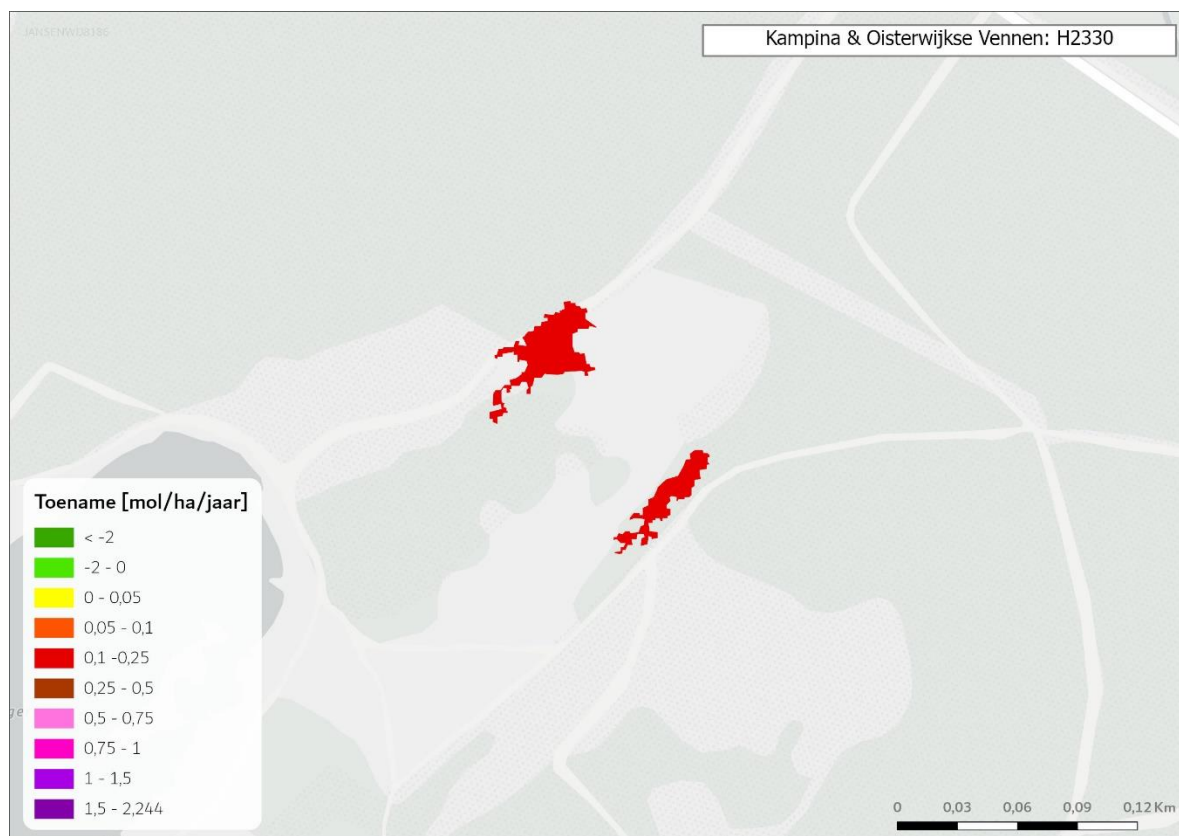 JANSENWD8186
Kampina & Oisterwijkse Vennen: H2330
Toename [mol/ha/jaar]
< -2
-2 - 0
0 - 0,05
0,05 - 0,1
0,1 -0,25
0,25 - 0,5
0,5 - 0,75
0,75 - 1
1 - 1,5
1,5 - 2,244
0 0,03 0,06 0,09 0,12 Km